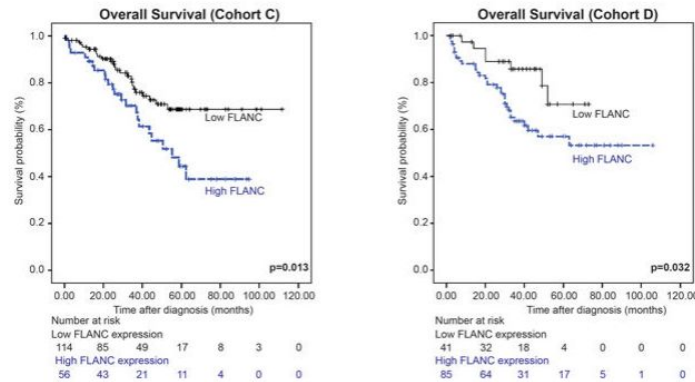 Overall Survival (Cohort C)
Survival probability (%)
1.0
0.8
0.6
0.4
0.2
0.0
Low FLANC
High FLANC
p=0.013
0.00 20.00 40.00 60.00 80.00 100.00 120.00
Time after diagnosis (months)
Number at risk
Low FLANC expression
114 85 49 17 8 3 0
High FLANC expression
56 43 21 11 4 0 0
Overall Survival (Cohort D)
Survival probability (%)
1.0
0.8
0.6
0.4
0.2
0.0
Low FLANC
High FLANC
p=0.032
0.00 20.00 40.00 60.00 80.00 100.00 120.00
Time after diagnosis (months)
Number at risk
Low FLANC expression
41 32 18 4 0 0 0
High FLANC expression
85 64 31 17 5 1 0